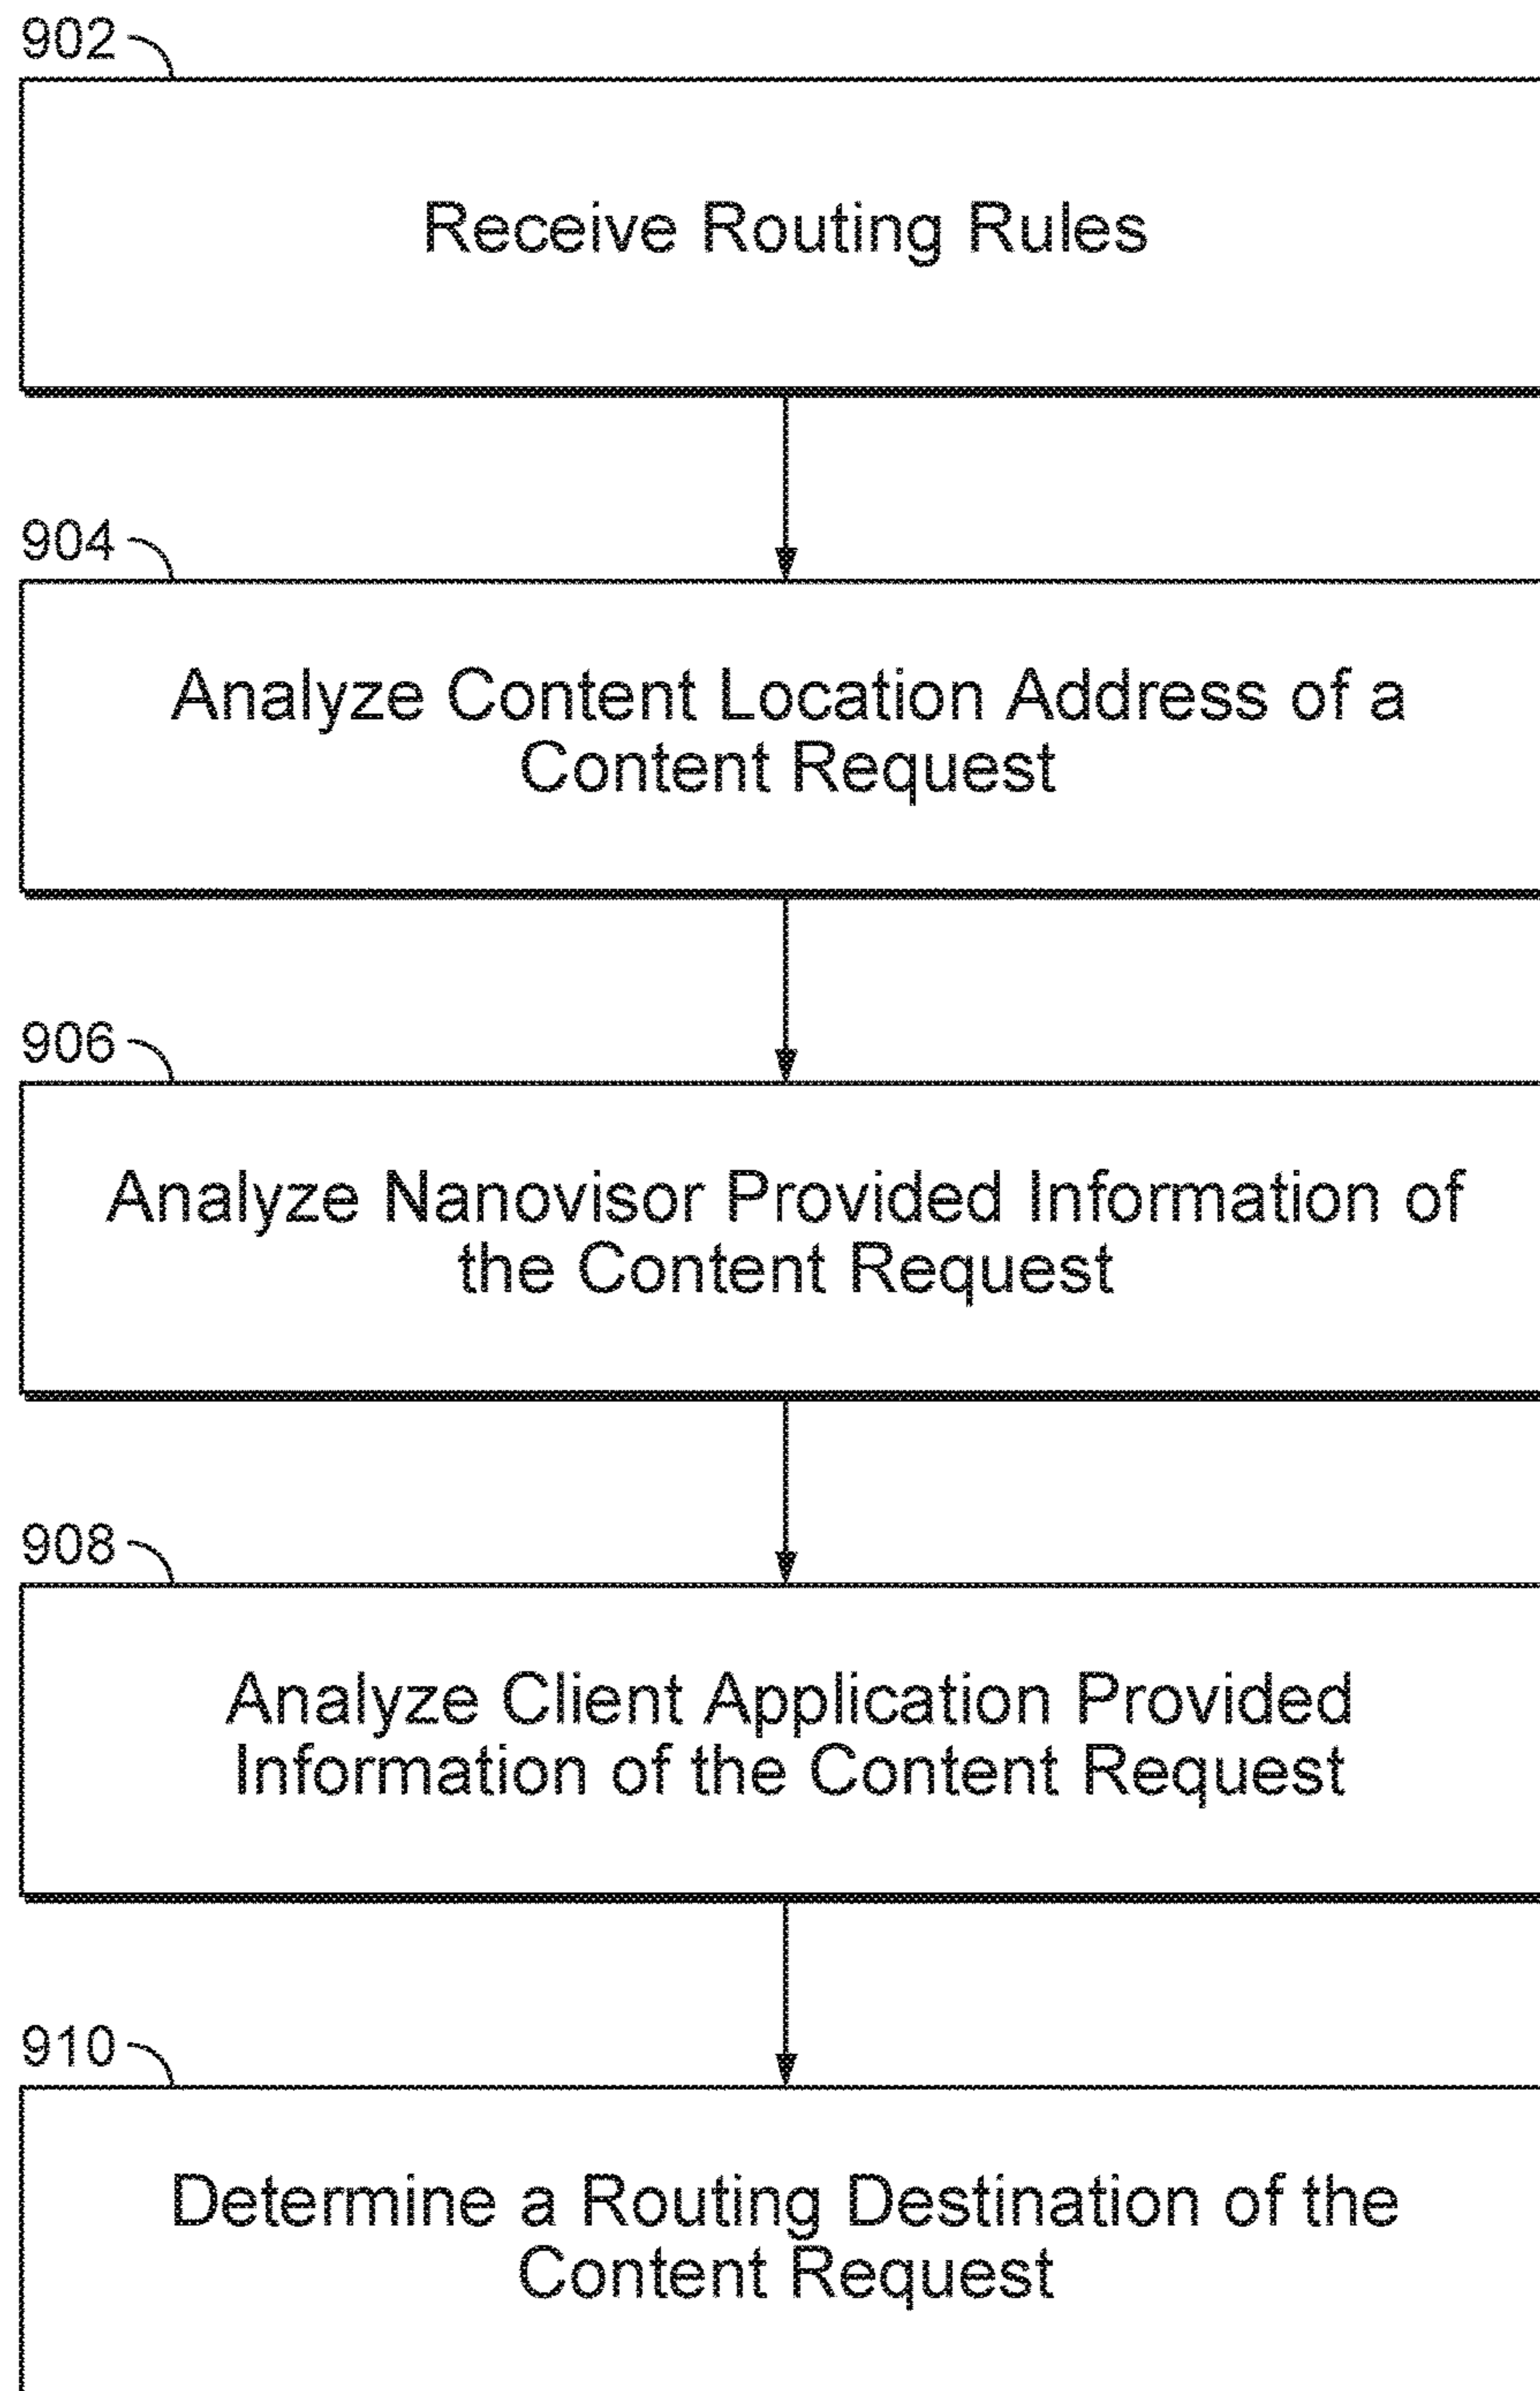 902
Receive Routing Rules
904
Analyze Content Location Address of a
Content Request
906
Analyze Nanovisor Provided Information of
the Content Request
908
Analyze Client Application Provided
Information of the Content Request
910
Determine a Routing Destination of the
Content Request